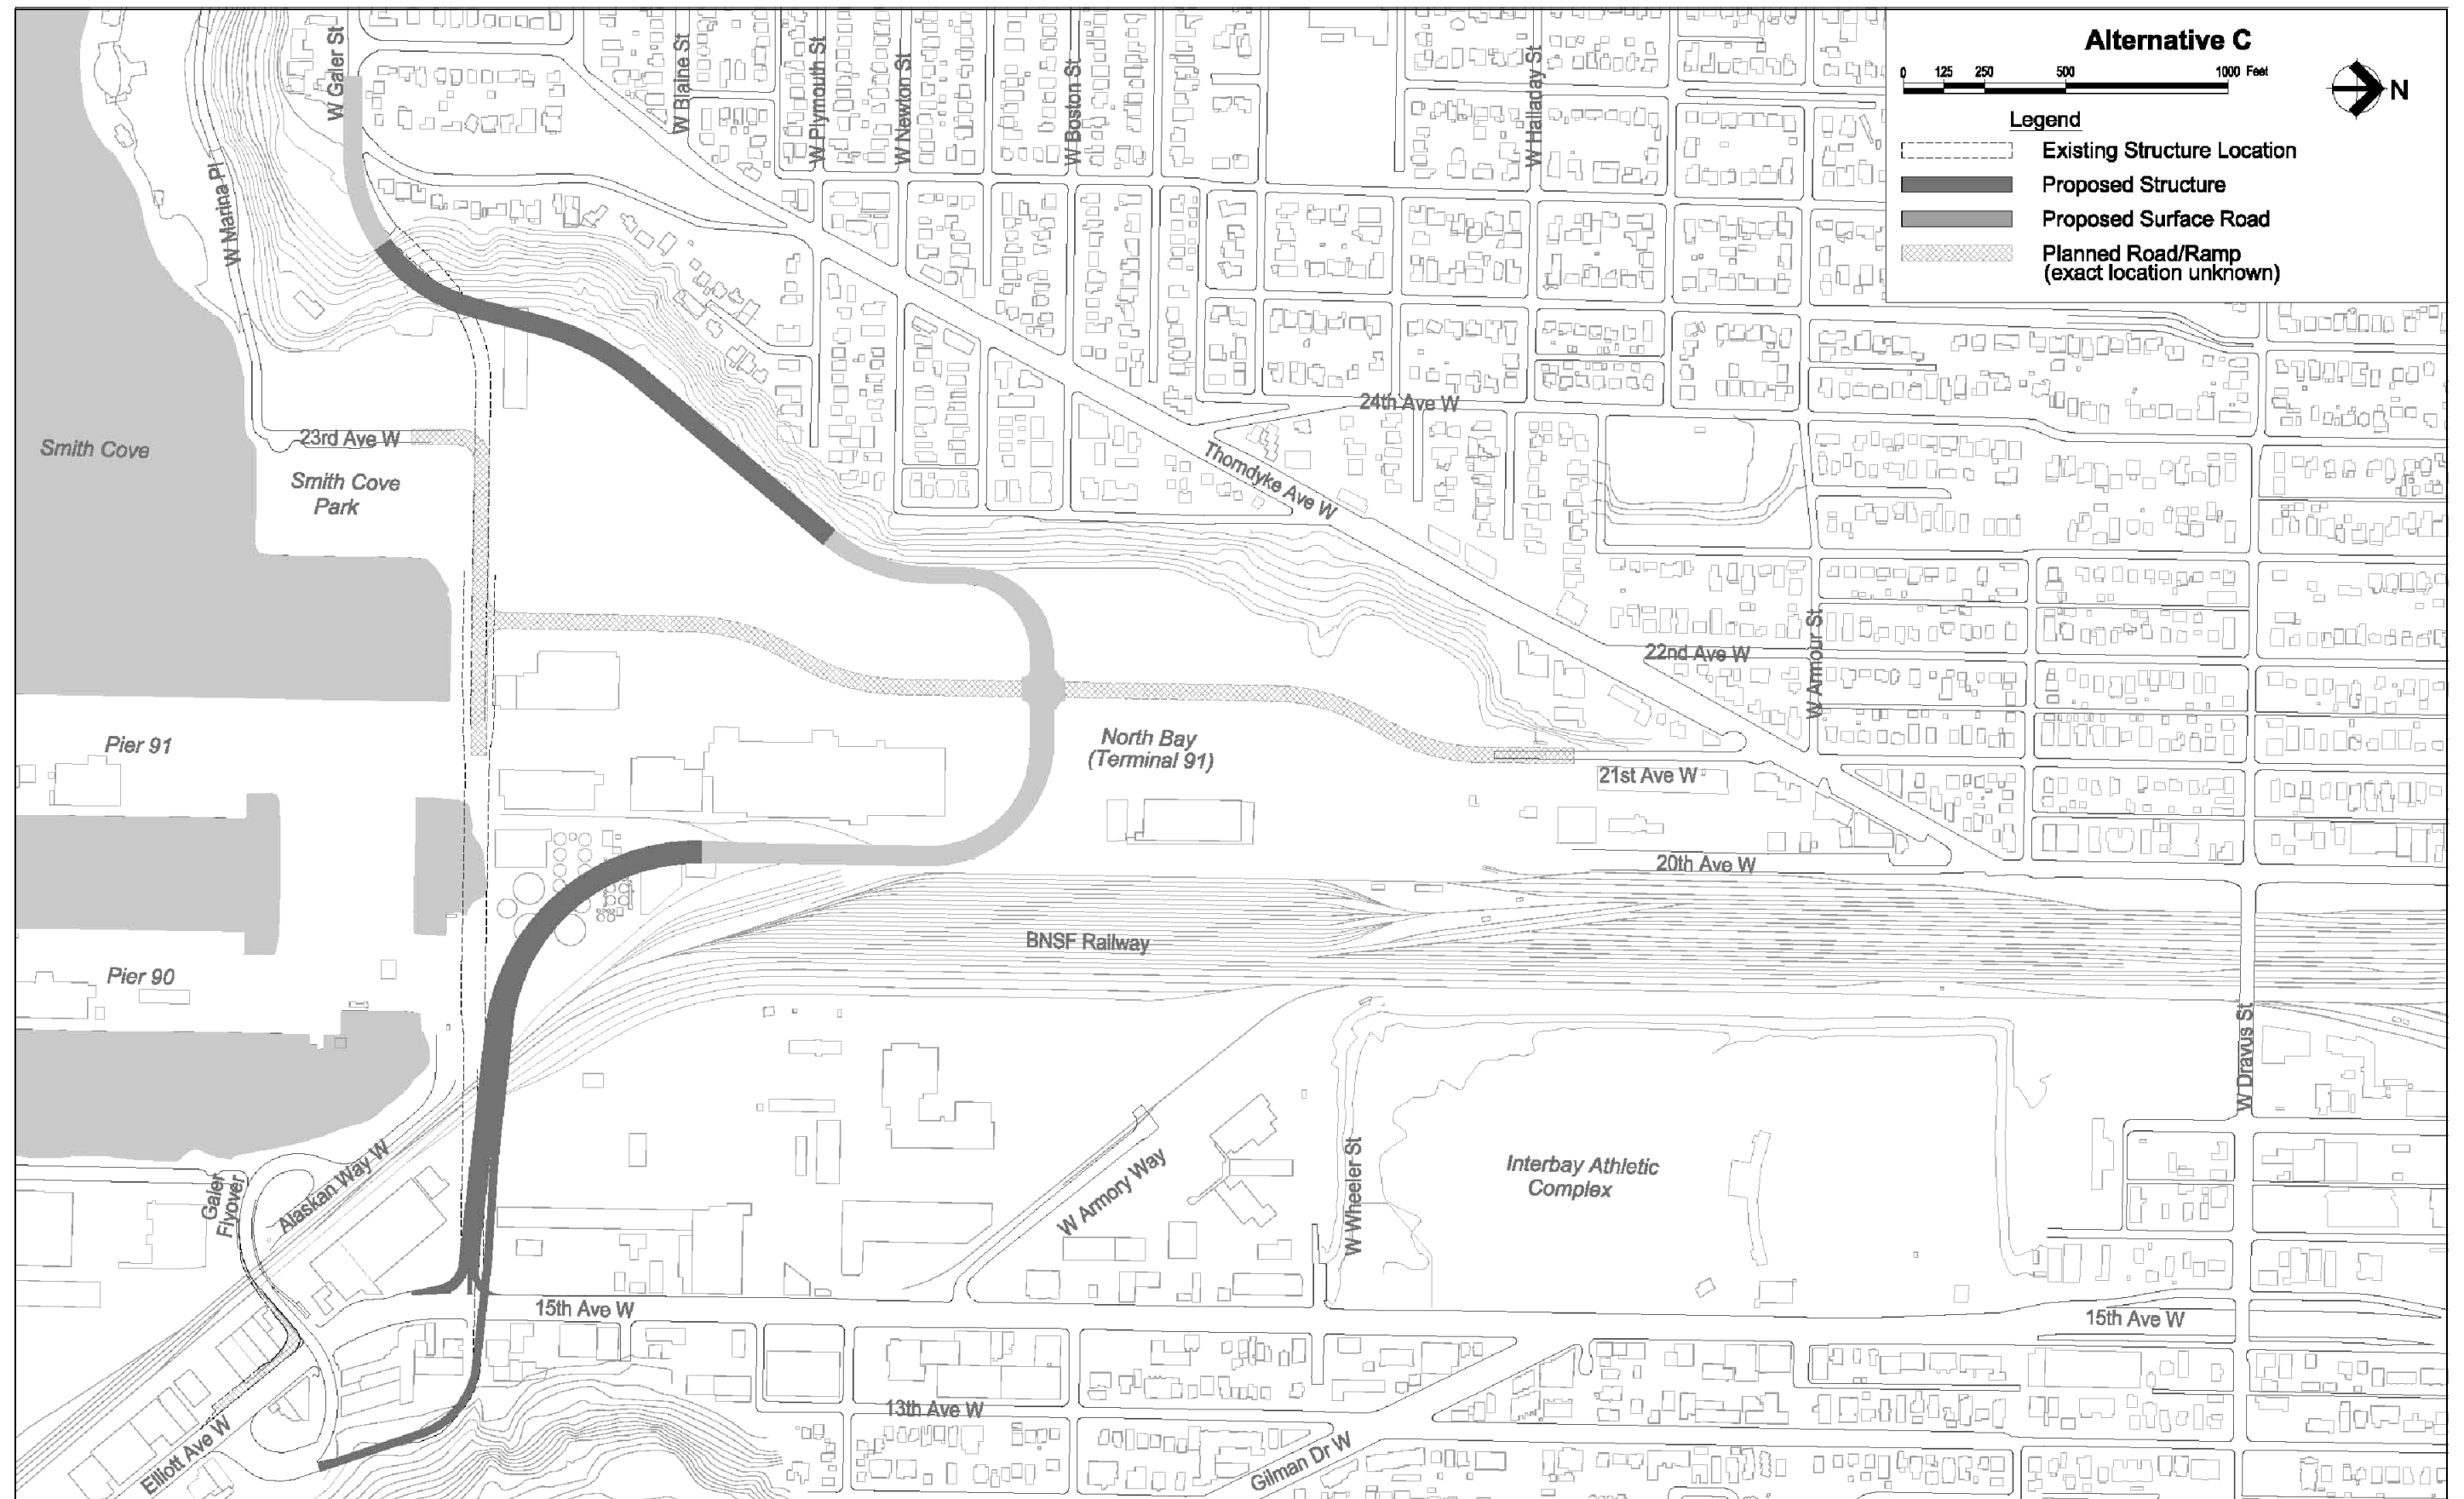 Alternative C
0 125 250 500 1000 Feet
N
Legend
Existing Structure Location
Proposed Structure
Proposed Surface Road
Planned Road/Ramp
(exact location unknown)
W Galer St
W Blaine St
W Plymouth St
W Newton St
W Boston St
W Halladay St
W Marina Pl
24th Ave W
Thorndyke Ave W
23rd Ave W
Smith Cove
Smith Cove
Park
22nd Ave W
W Armour St
Pier 91
North Bay
(Terminal 91)
21st Ave W
20th Ave W
BNSF Railway
Pier 90
W Dravus St
Galer
Flyover
Alaskan Way W
W Armory Way
W Wheeler St
Interbay Athletic
Complex
15th Ave W
15th Ave W
13th Ave W
Elliott Ave W
Gilman Dr W